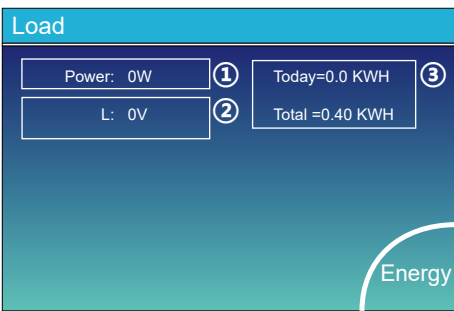 Load
Power: 0W ①
L: 0V ②
Today=0.0 KWH ③
Total =0.40 KWH
Energy